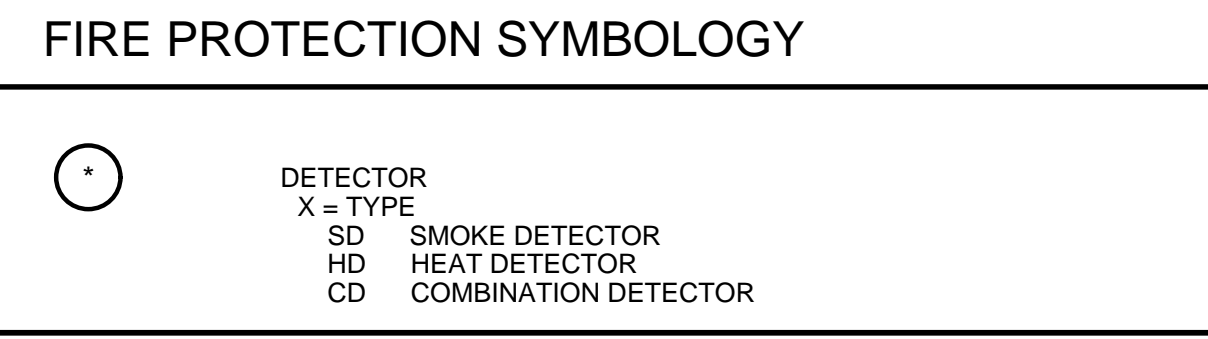 FIRE PROTECTION SYMBOLOGY
* DETECTOR
X = TYPE
SD SMOKE DETECTOR
HD HEAT DETECTOR
CD COMBINATION DETECTOR